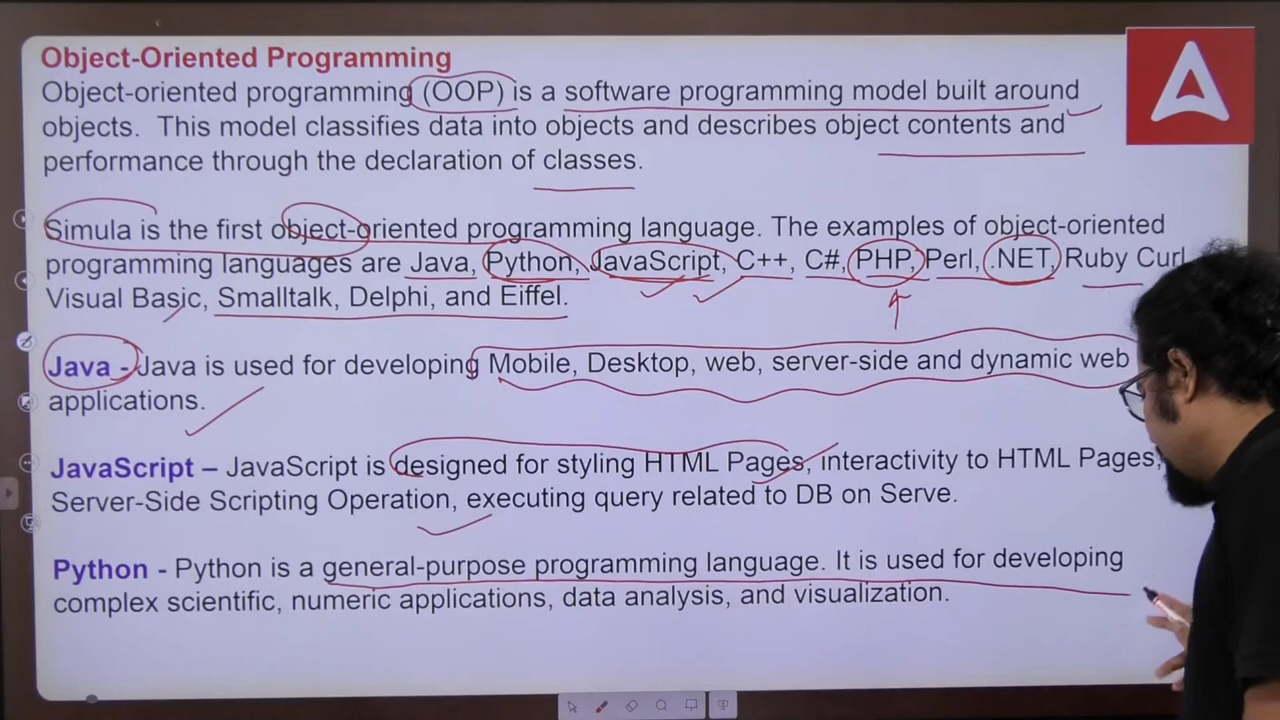 Object-Oriented Programming
Object-oriented programming (OOP) is a software programming model built around
objects. This model classifies data into objects and describes object contents and
performance through the declaration of classes.
Simula is the first object-oriented programming language. The examples of object-oriented
programming languages are Java, Python, JavaScript, C++, C#, PHP, Perl, .NET, Ruby Curl
Visual Basic, Smalltalk, Delphi, and Eiffel.
Java - Java is used for developing Mobile, Desktop, web, server-side and dynamic web
applications.
JavaScript – JavaScript is designed for styling HTML Pages, interactivity to HTML Pages,
Server-Side Scripting Operation, executing query related to DB on Serve.
Python - Python is a general-purpose programming language. It is used for developing
complex scientific, numeric applications, data analysis, and visualization.